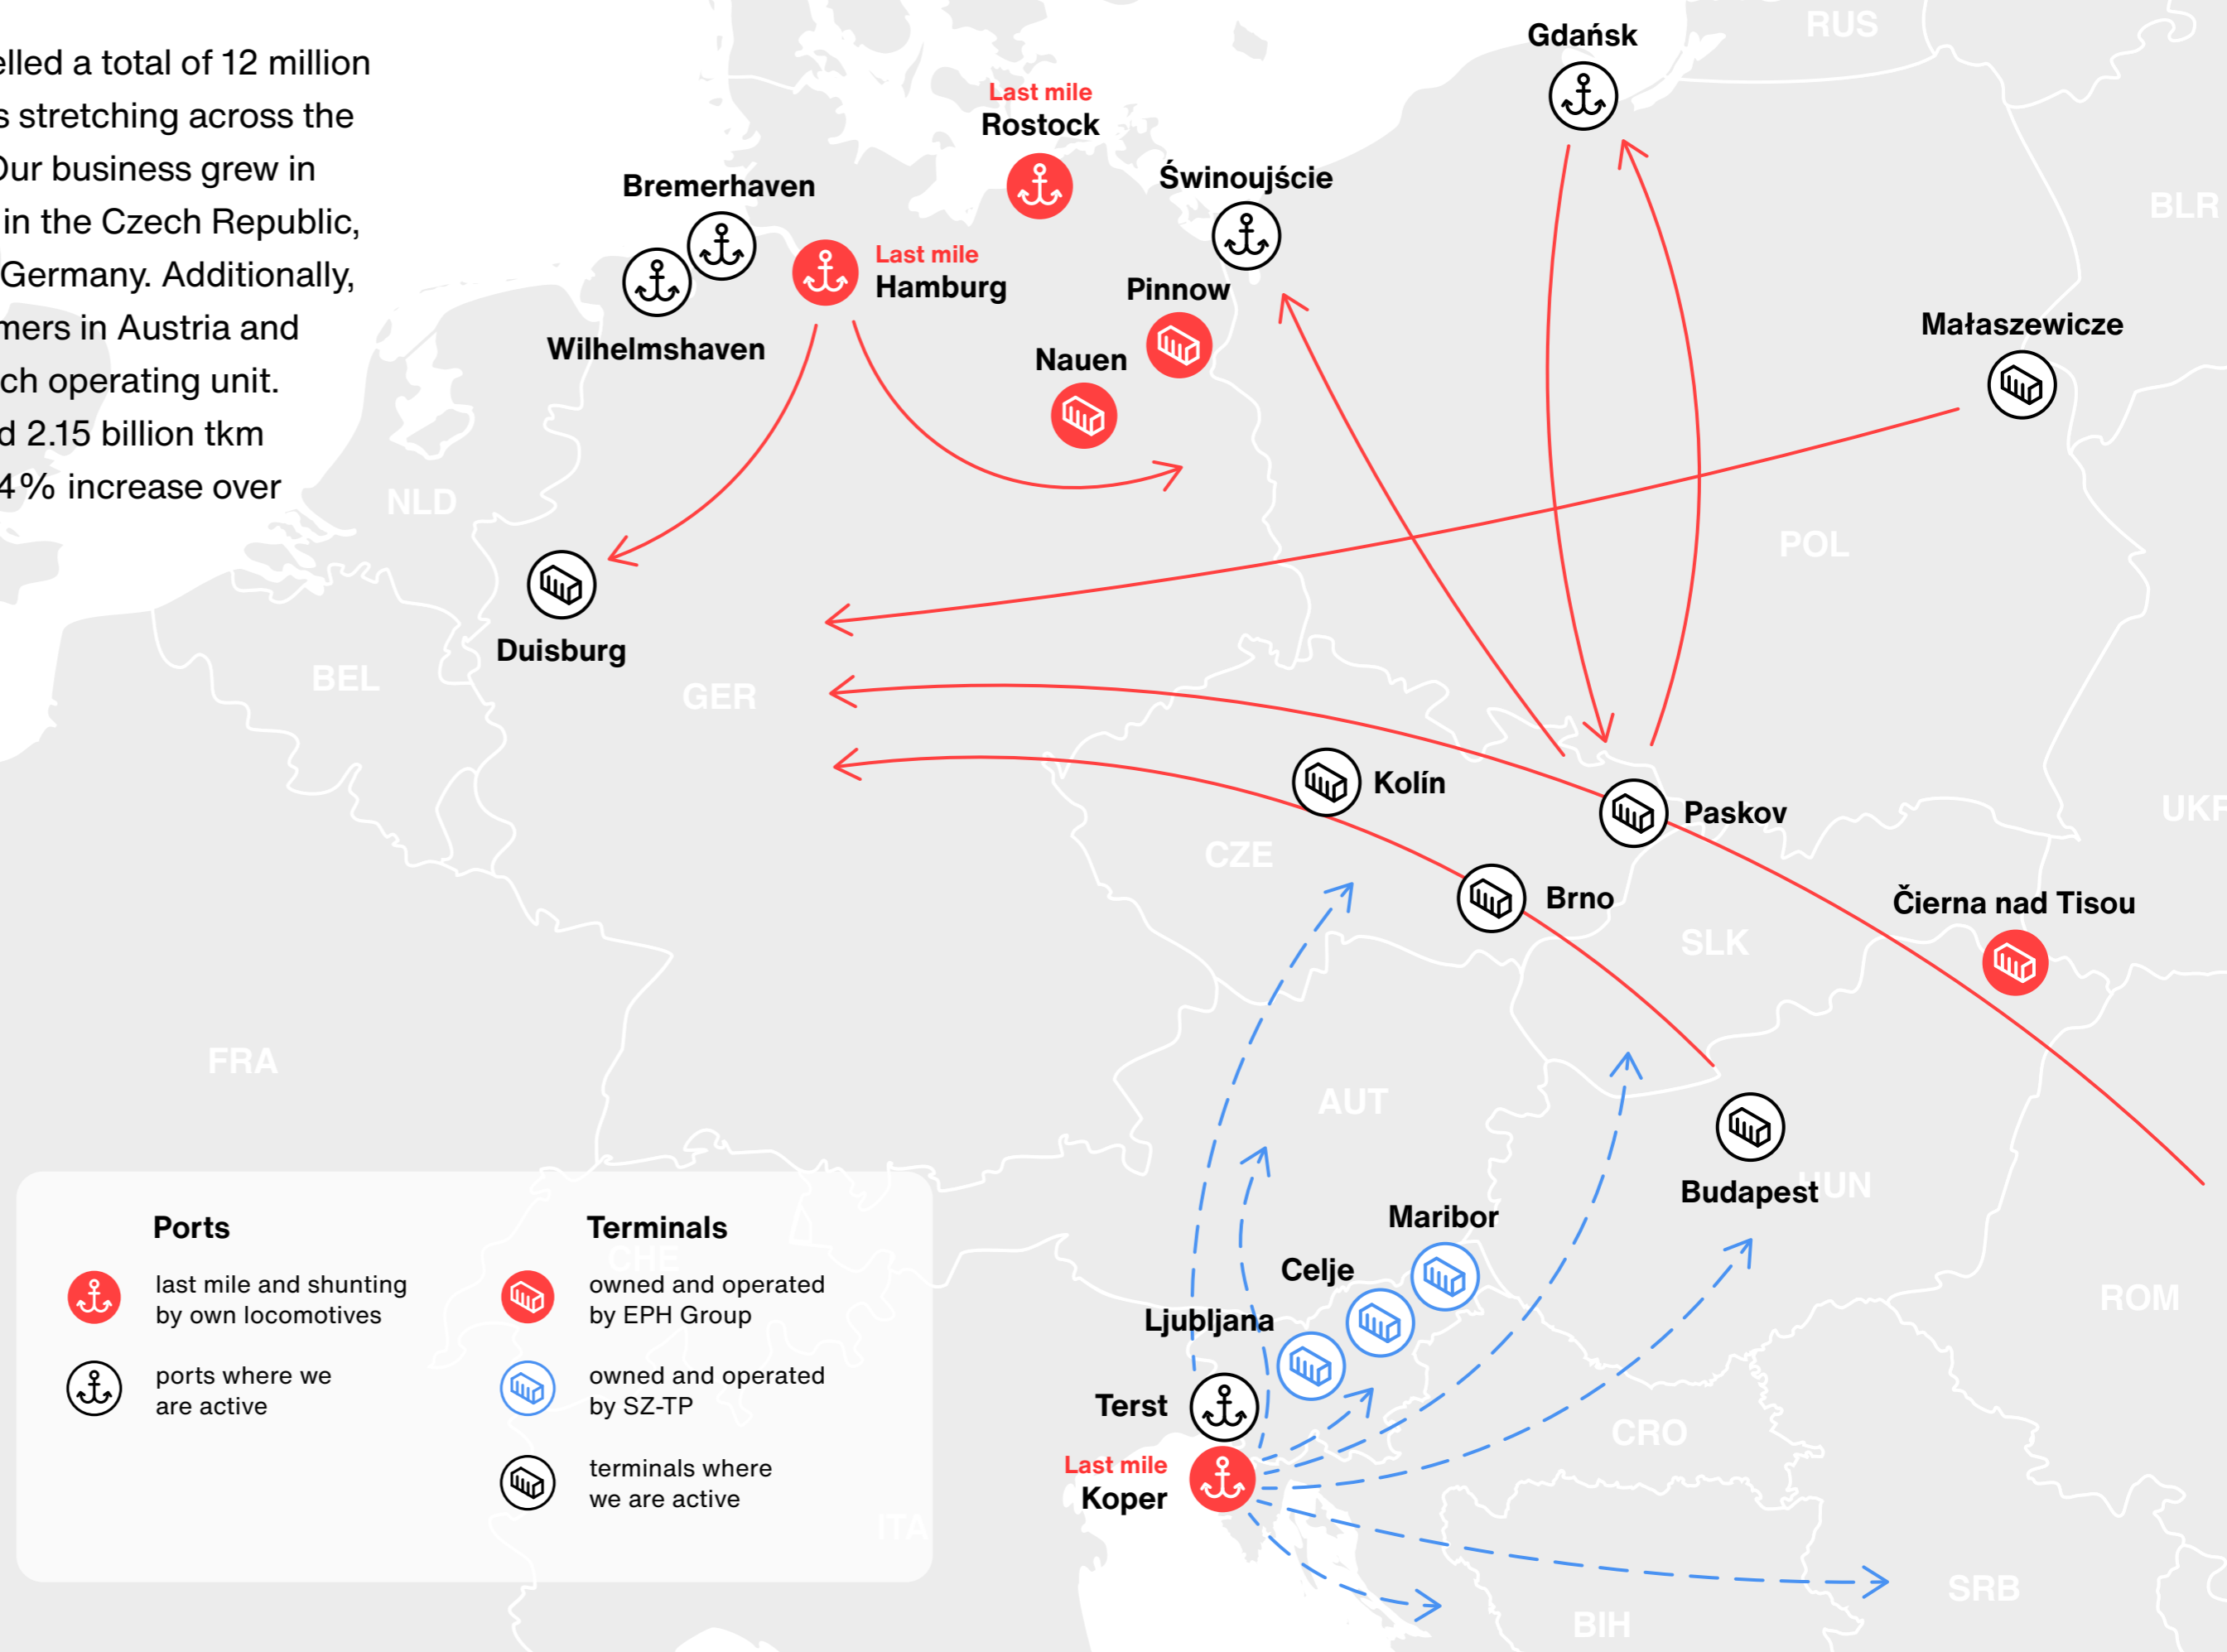 elled a total of 12 million
s stretching across the
Our business grew in
in the Czech Republic,
Germany. Additionally,
mers in Austria and
ch operating unit.
d 2.15 billion tkm
4% increase over
Gdańsk
RUS
Last mile
Rostock
Świnoujście
Bremerhaven
BLR
Last mile
Hamburg
Pinnow
Małaszewicze
Wilhelmshaven
Nauen
NLD
POL
Duisburg
BEL
GER
Kolín
Paskov
UKR
CZE
Brno
Čierna nad Tisou
SLK
FRA
AUT
HUN
Budapest
Maribor
Celje
Ljubljana
ROM
Terst
CRO
Last mile
Koper
SRB
BIH
Ports
last mile and shunting
by own locomotives
ports where we
are active
Terminals
CHE
owned and operated
by EPH Group
owned and operated
by SZ-TP
terminals where
we are active
ITA